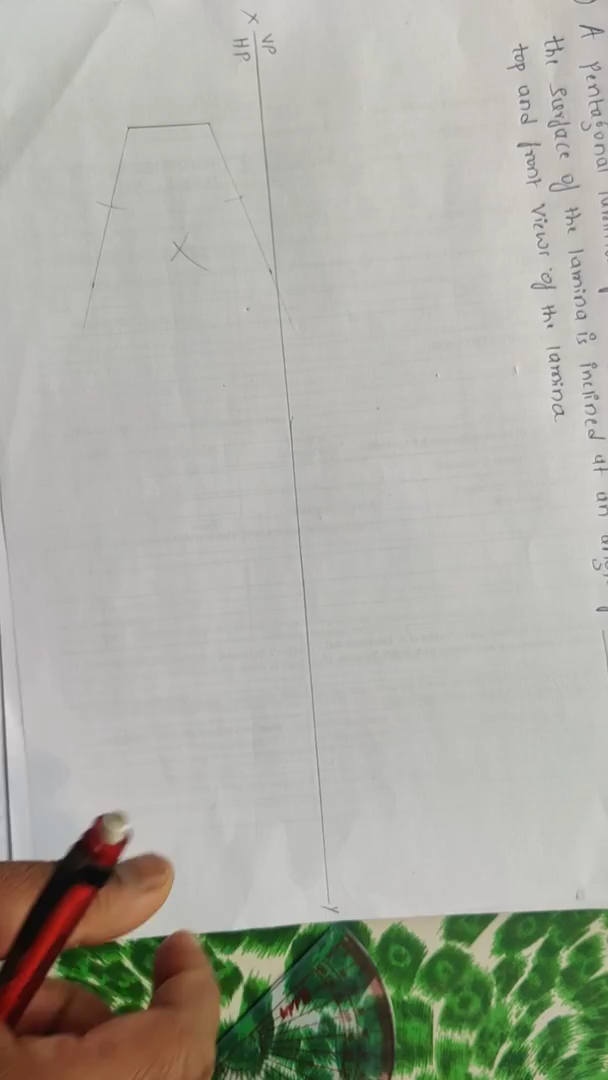 A pentagonal
the surface of the lamina is inclined at an
top and front views of the lamina
X VP
HP
Y